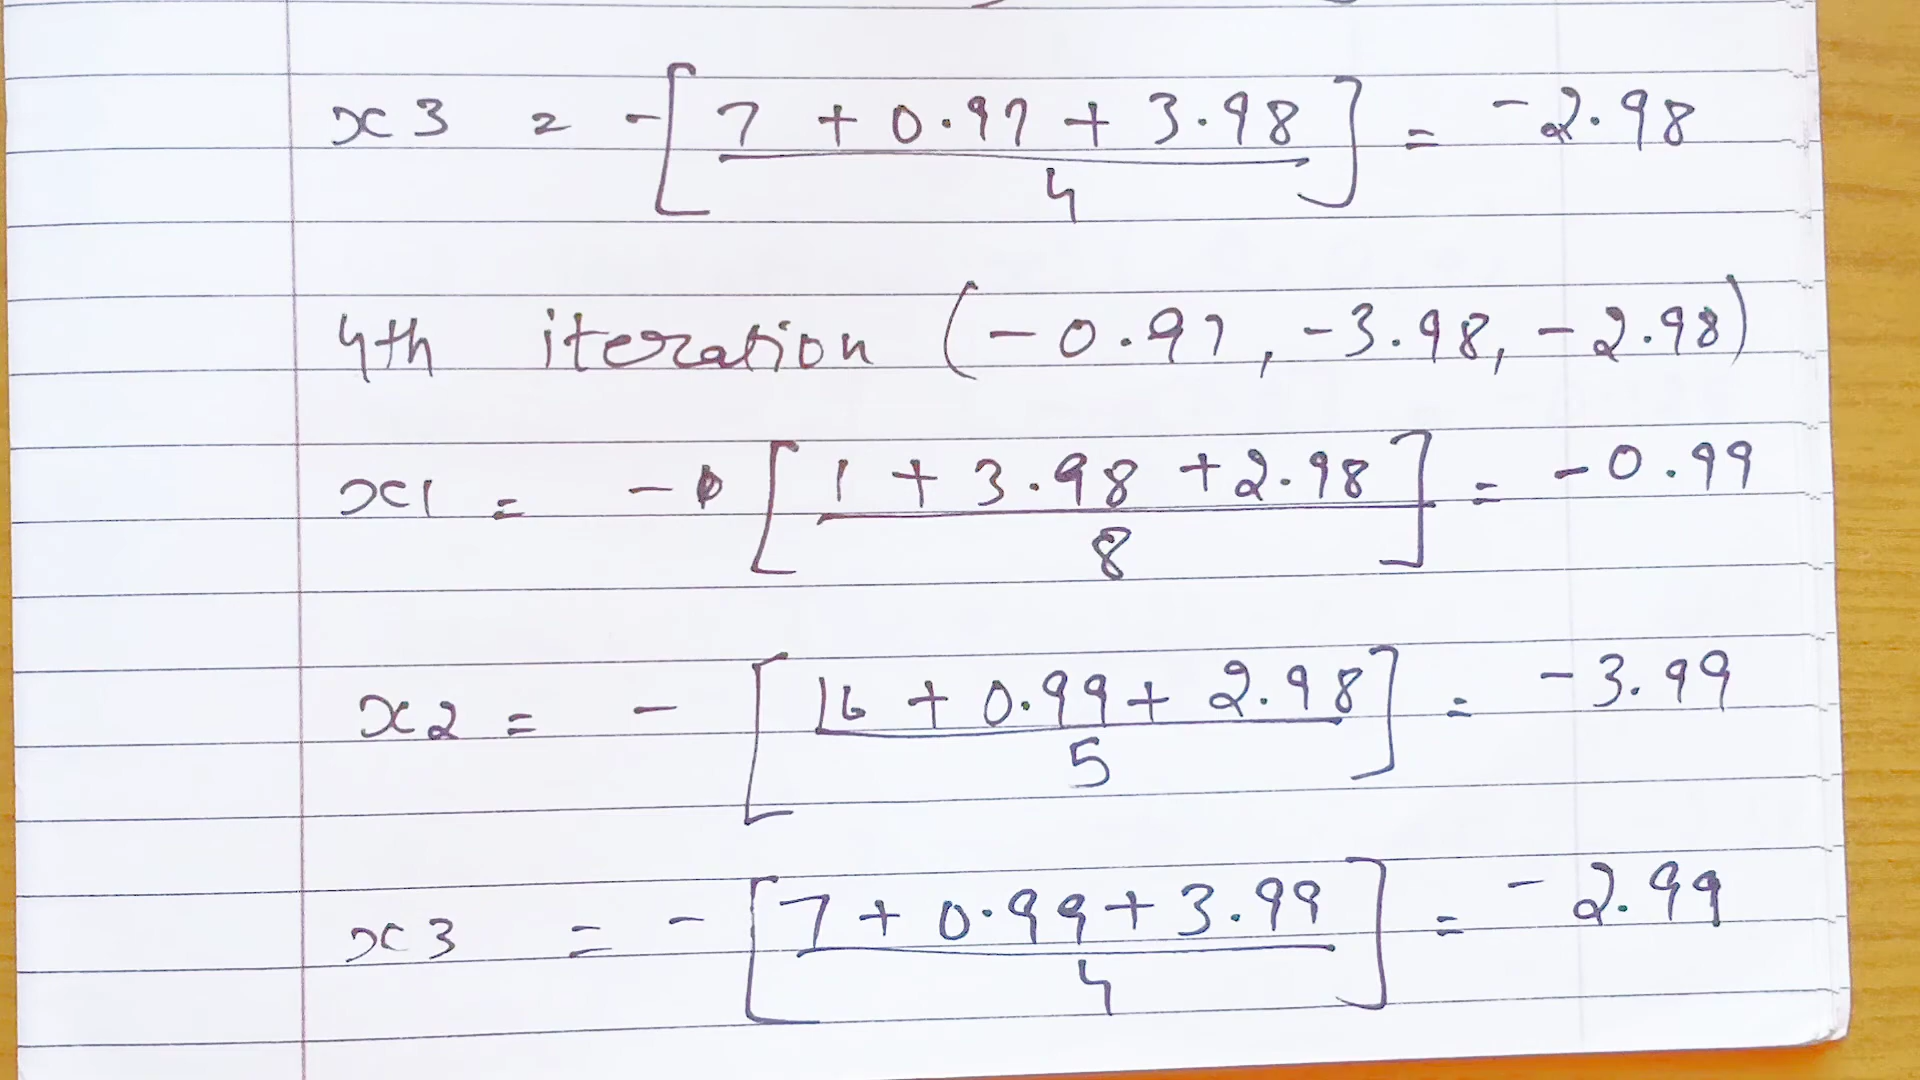 x3 = -[7 + 0.97 + 3.98 / 4] = -2.98
4th iteration (-0.97, -3.98, -2.98)
x1 = - [1 + 3.98 + 2.98 / 8] = -0.99
x2 = - [16 + 0.99 + 2.98 / 5] = -3.99
x3 = - [7 + 0.99 + 3.99 / 4] = -2.99